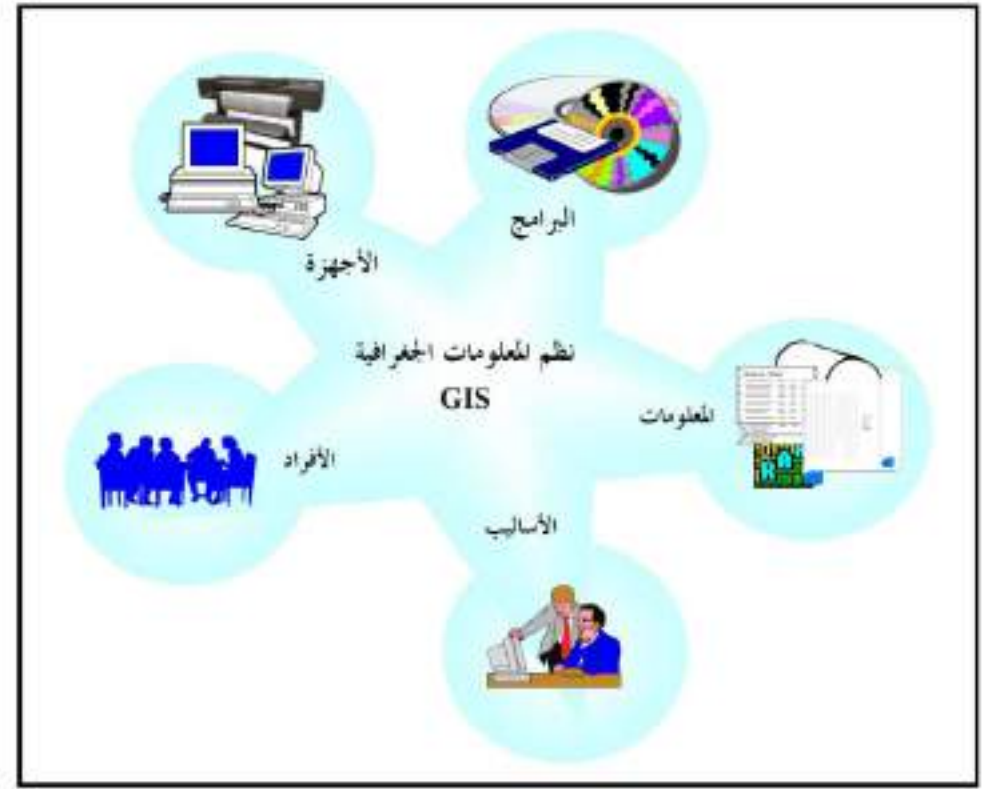 البرامج
الأجهزة
نظم المعلومات الجغرافية
GIS
المعلومات
الأفراد
الأساليب